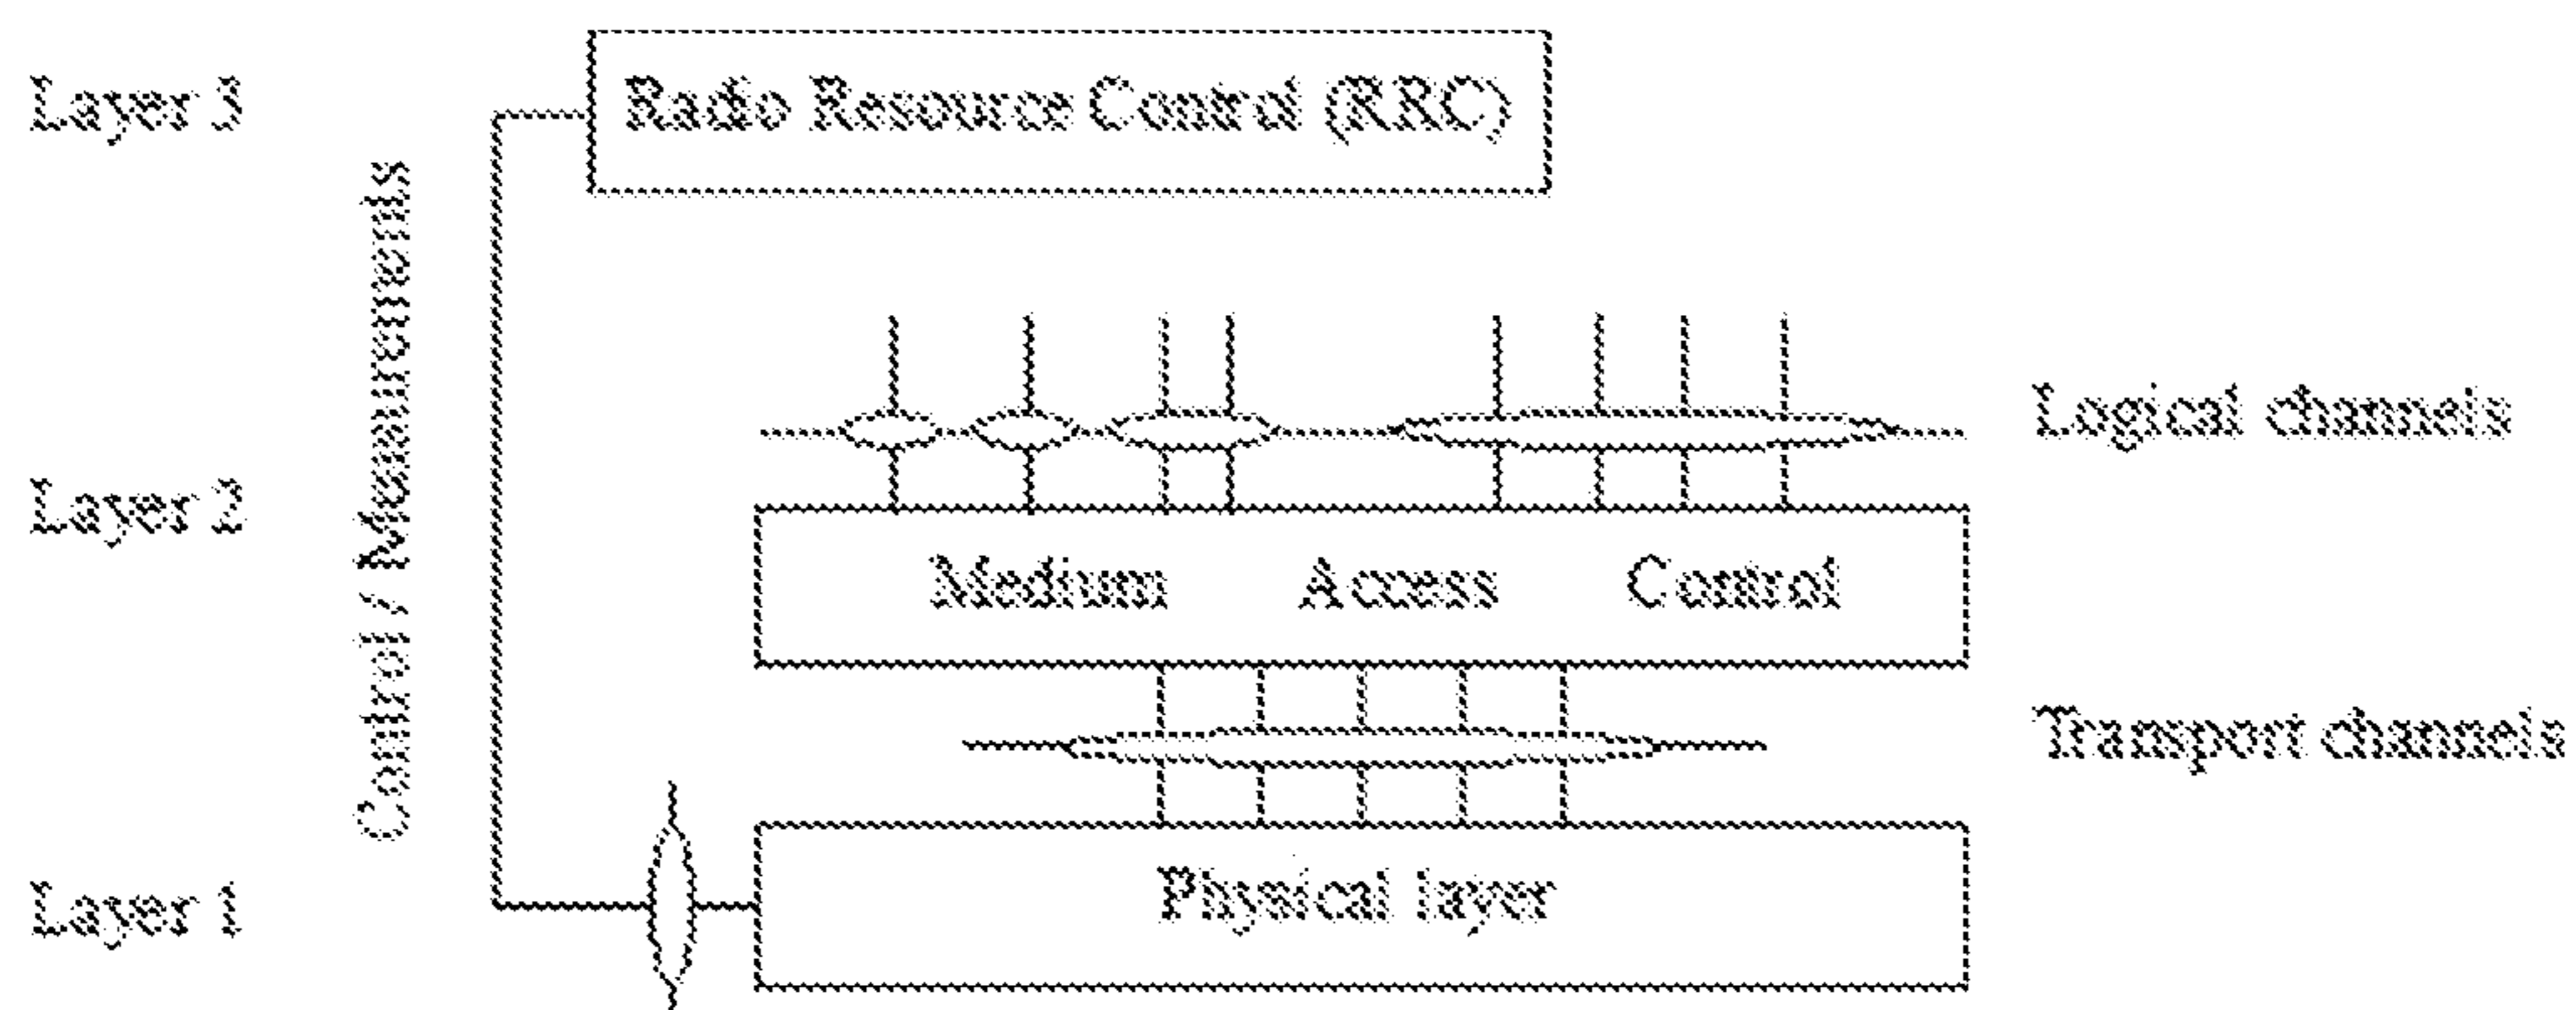 Layer 3
Radio Resource Control (RRC)
Control / Measurements
Logical channels
Layer 2
Medium Access Control
Transport channels
Layer 1
Physical layer